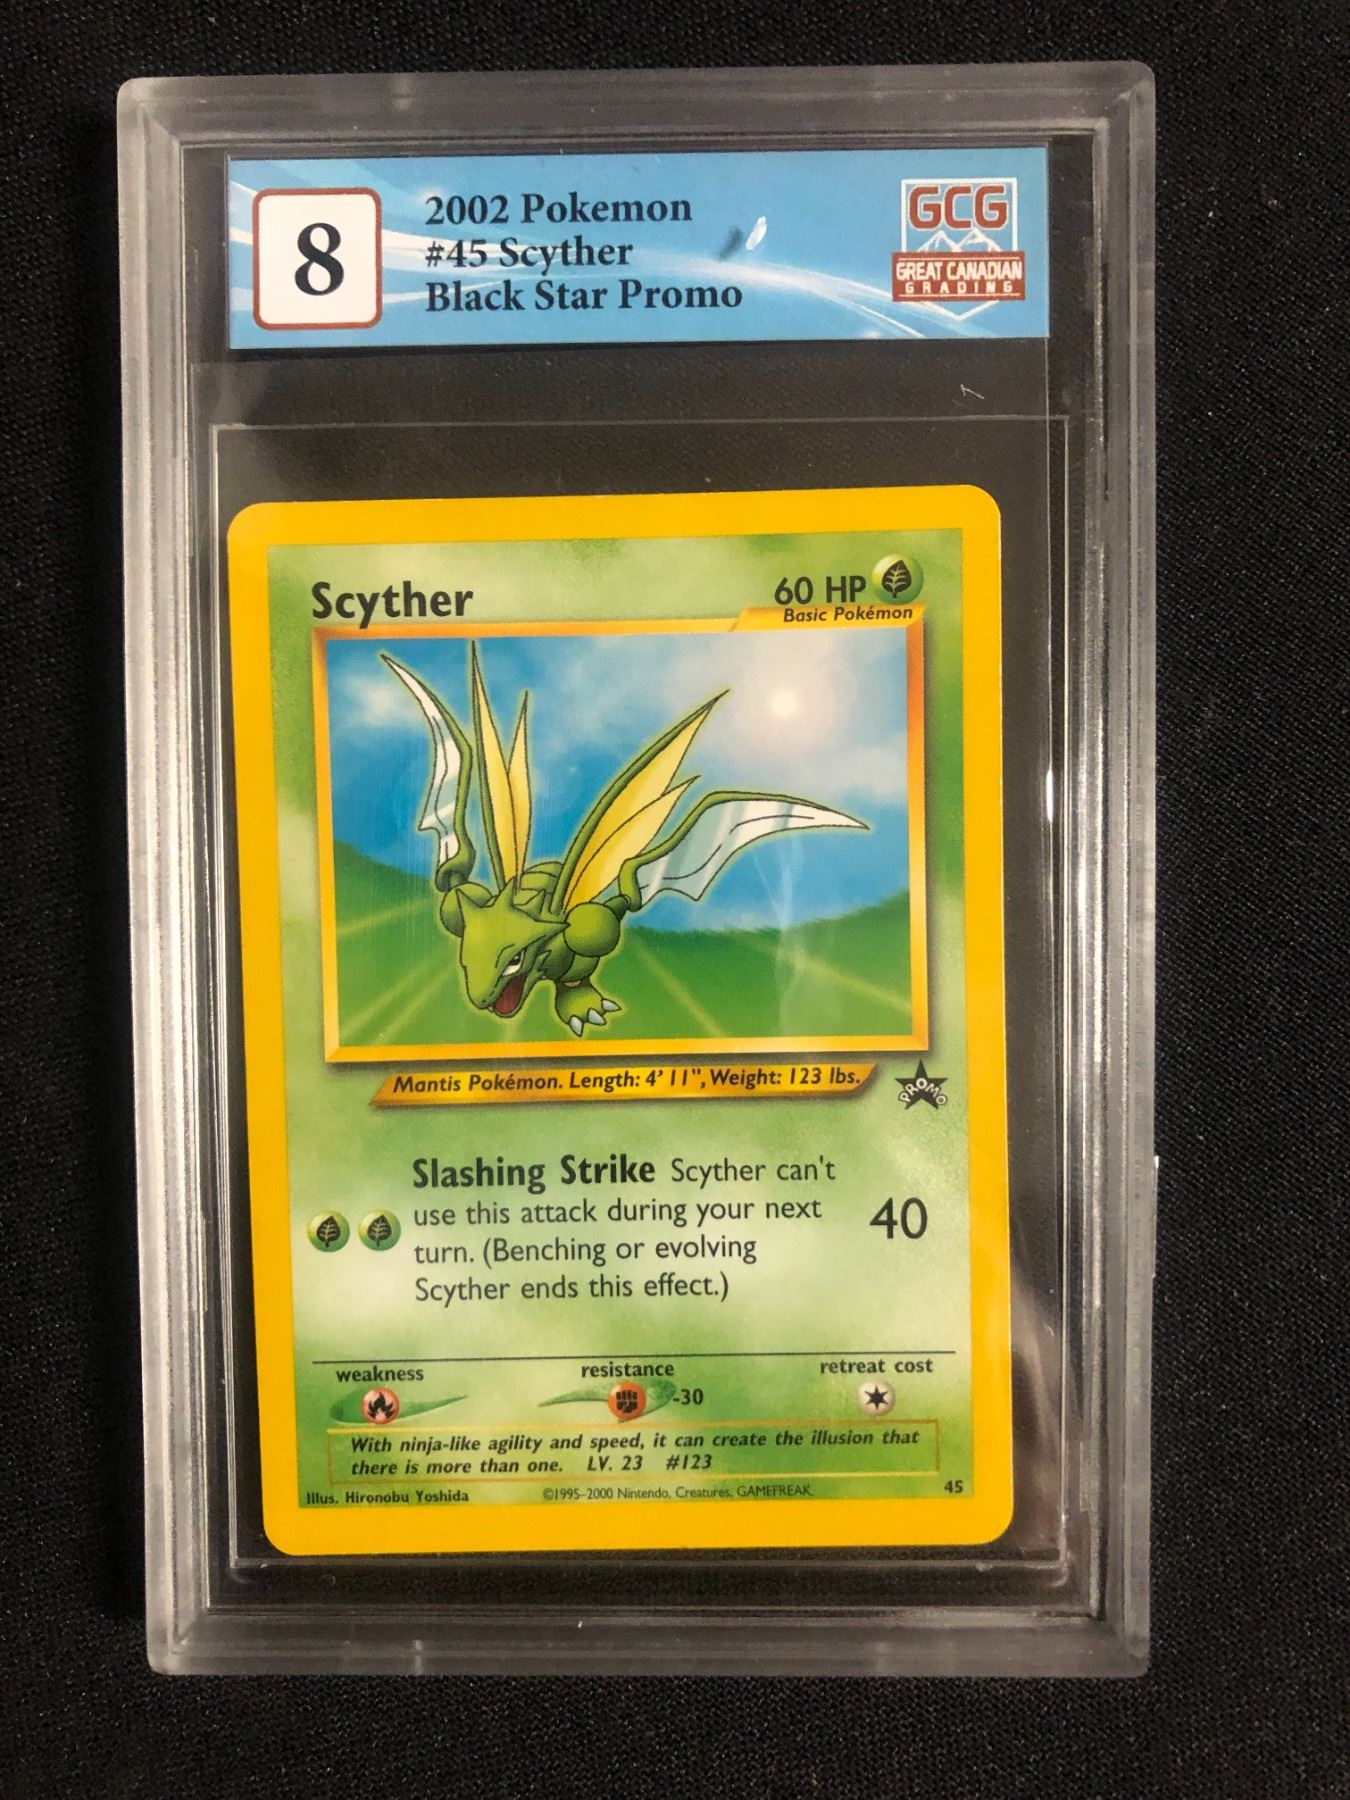 8
2002 Pokemon
#45 Scyther
Black Star Promo
GCG
GREAT CANADIAN
GRADING
Scyther
60 HP
Basic Pokémon
Mantis Pokémon. Length: 4' 11", Weight: 123 lbs.
PROMO
Slashing Strike Scyther can't
use this attack during your next
turn. (Benching or evolving
Scyther ends this effect.)
40
weakness
resistance
retreat cost
-30
With ninja-like agility and speed, it can create the illusion that
there is more than one. LV. 23 #123
Illus. Hironobu Yoshida
©1995-2000 Nintendo, Creatures, GAMEFREAK.
45